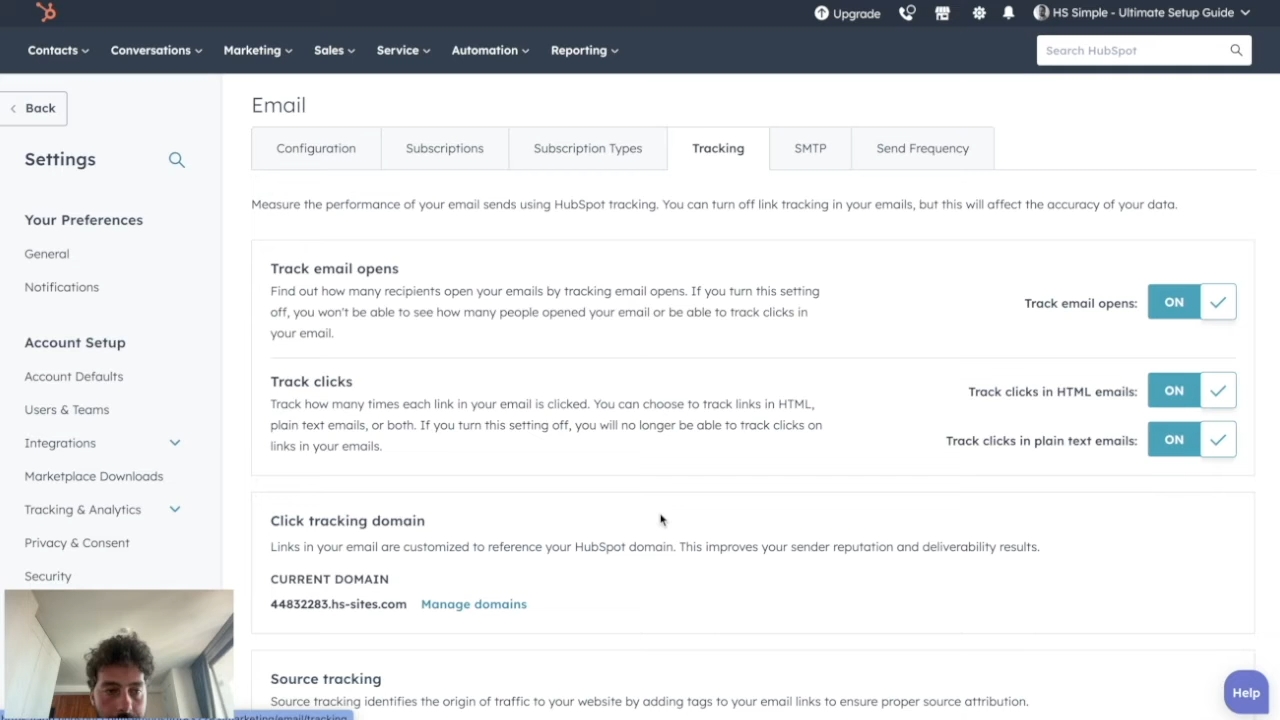 Upgrade
HS Simple - Ultimate Setup Guide
Contacts
Conversations
Marketing
Sales
Service
Automation
Reporting
Search HubSpot
Back
Settings
Your Preferences
General
Notifications
Account Setup
Account Defaults
Users & Teams
Integrations
Marketplace Downloads
Tracking & Analytics
Privacy & Consent
Security
Email
Configuration
Subscriptions
Subscription Types
Tracking
SMTP
Send Frequency
Measure the performance of your email sends using HubSpot tracking. You can turn off link tracking in your emails, but this will affect the accuracy of your data.
Track email opens
Find out how many recipients open your emails by tracking email opens. If you turn this setting
off, you won't be able to see how many people opened your email or be able to track clicks in
your email.
Track email opens:
ON
Track clicks
Track how many times each link in your email is clicked. You can choose to track links in HTML,
plain text emails, or both. If you turn this setting off, you will no longer be able to track clicks on
links in your emails.
Track clicks in HTML emails:
ON
Track clicks in plain text emails:
ON
Click tracking domain
Links in your email are customized to reference your HubSpot domain. This improves your sender reputation and deliverability results.
CURRENT DOMAIN
44832283.hs-sites.com Manage domains
Source tracking
Source tracking identifies the origin of traffic to your website by adding tags to your email links to ensure proper source attribution.
Help